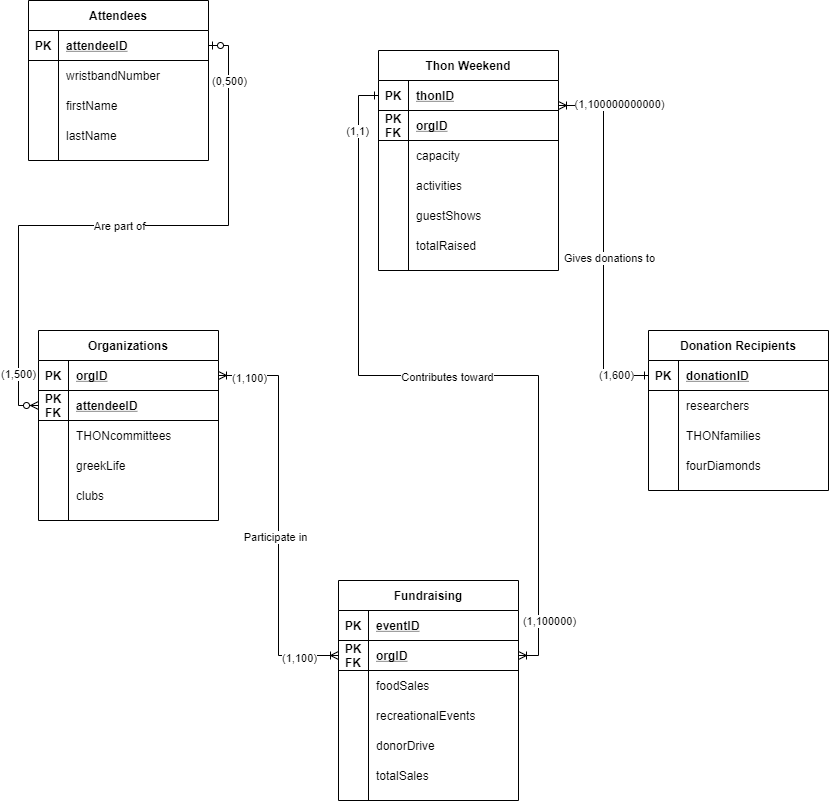 Attendees
PK attendeeID
wristbandNumber
firstName
lastName
(0,500)
Are part of
(1,500)
Organizations
PK orgID
PK FK attendeeID
THONcommittees
greekLife
clubs
(1,100)
Participate in
(1,100)
Thon Weekend
PK thonID
PK FK orgID
capacity
activities
guestShows
totalRaised
(1,1)
Contributes toward
(1,100000)
(1,100000000000)
Gives donations to
(1,600)
Donation Recipients
PK donationID
researchers
THONfamilies
fourDiamonds
Fundraising
PK eventID
PK FK orgID
foodSales
recreationalEvents
donorDrive
totalSales